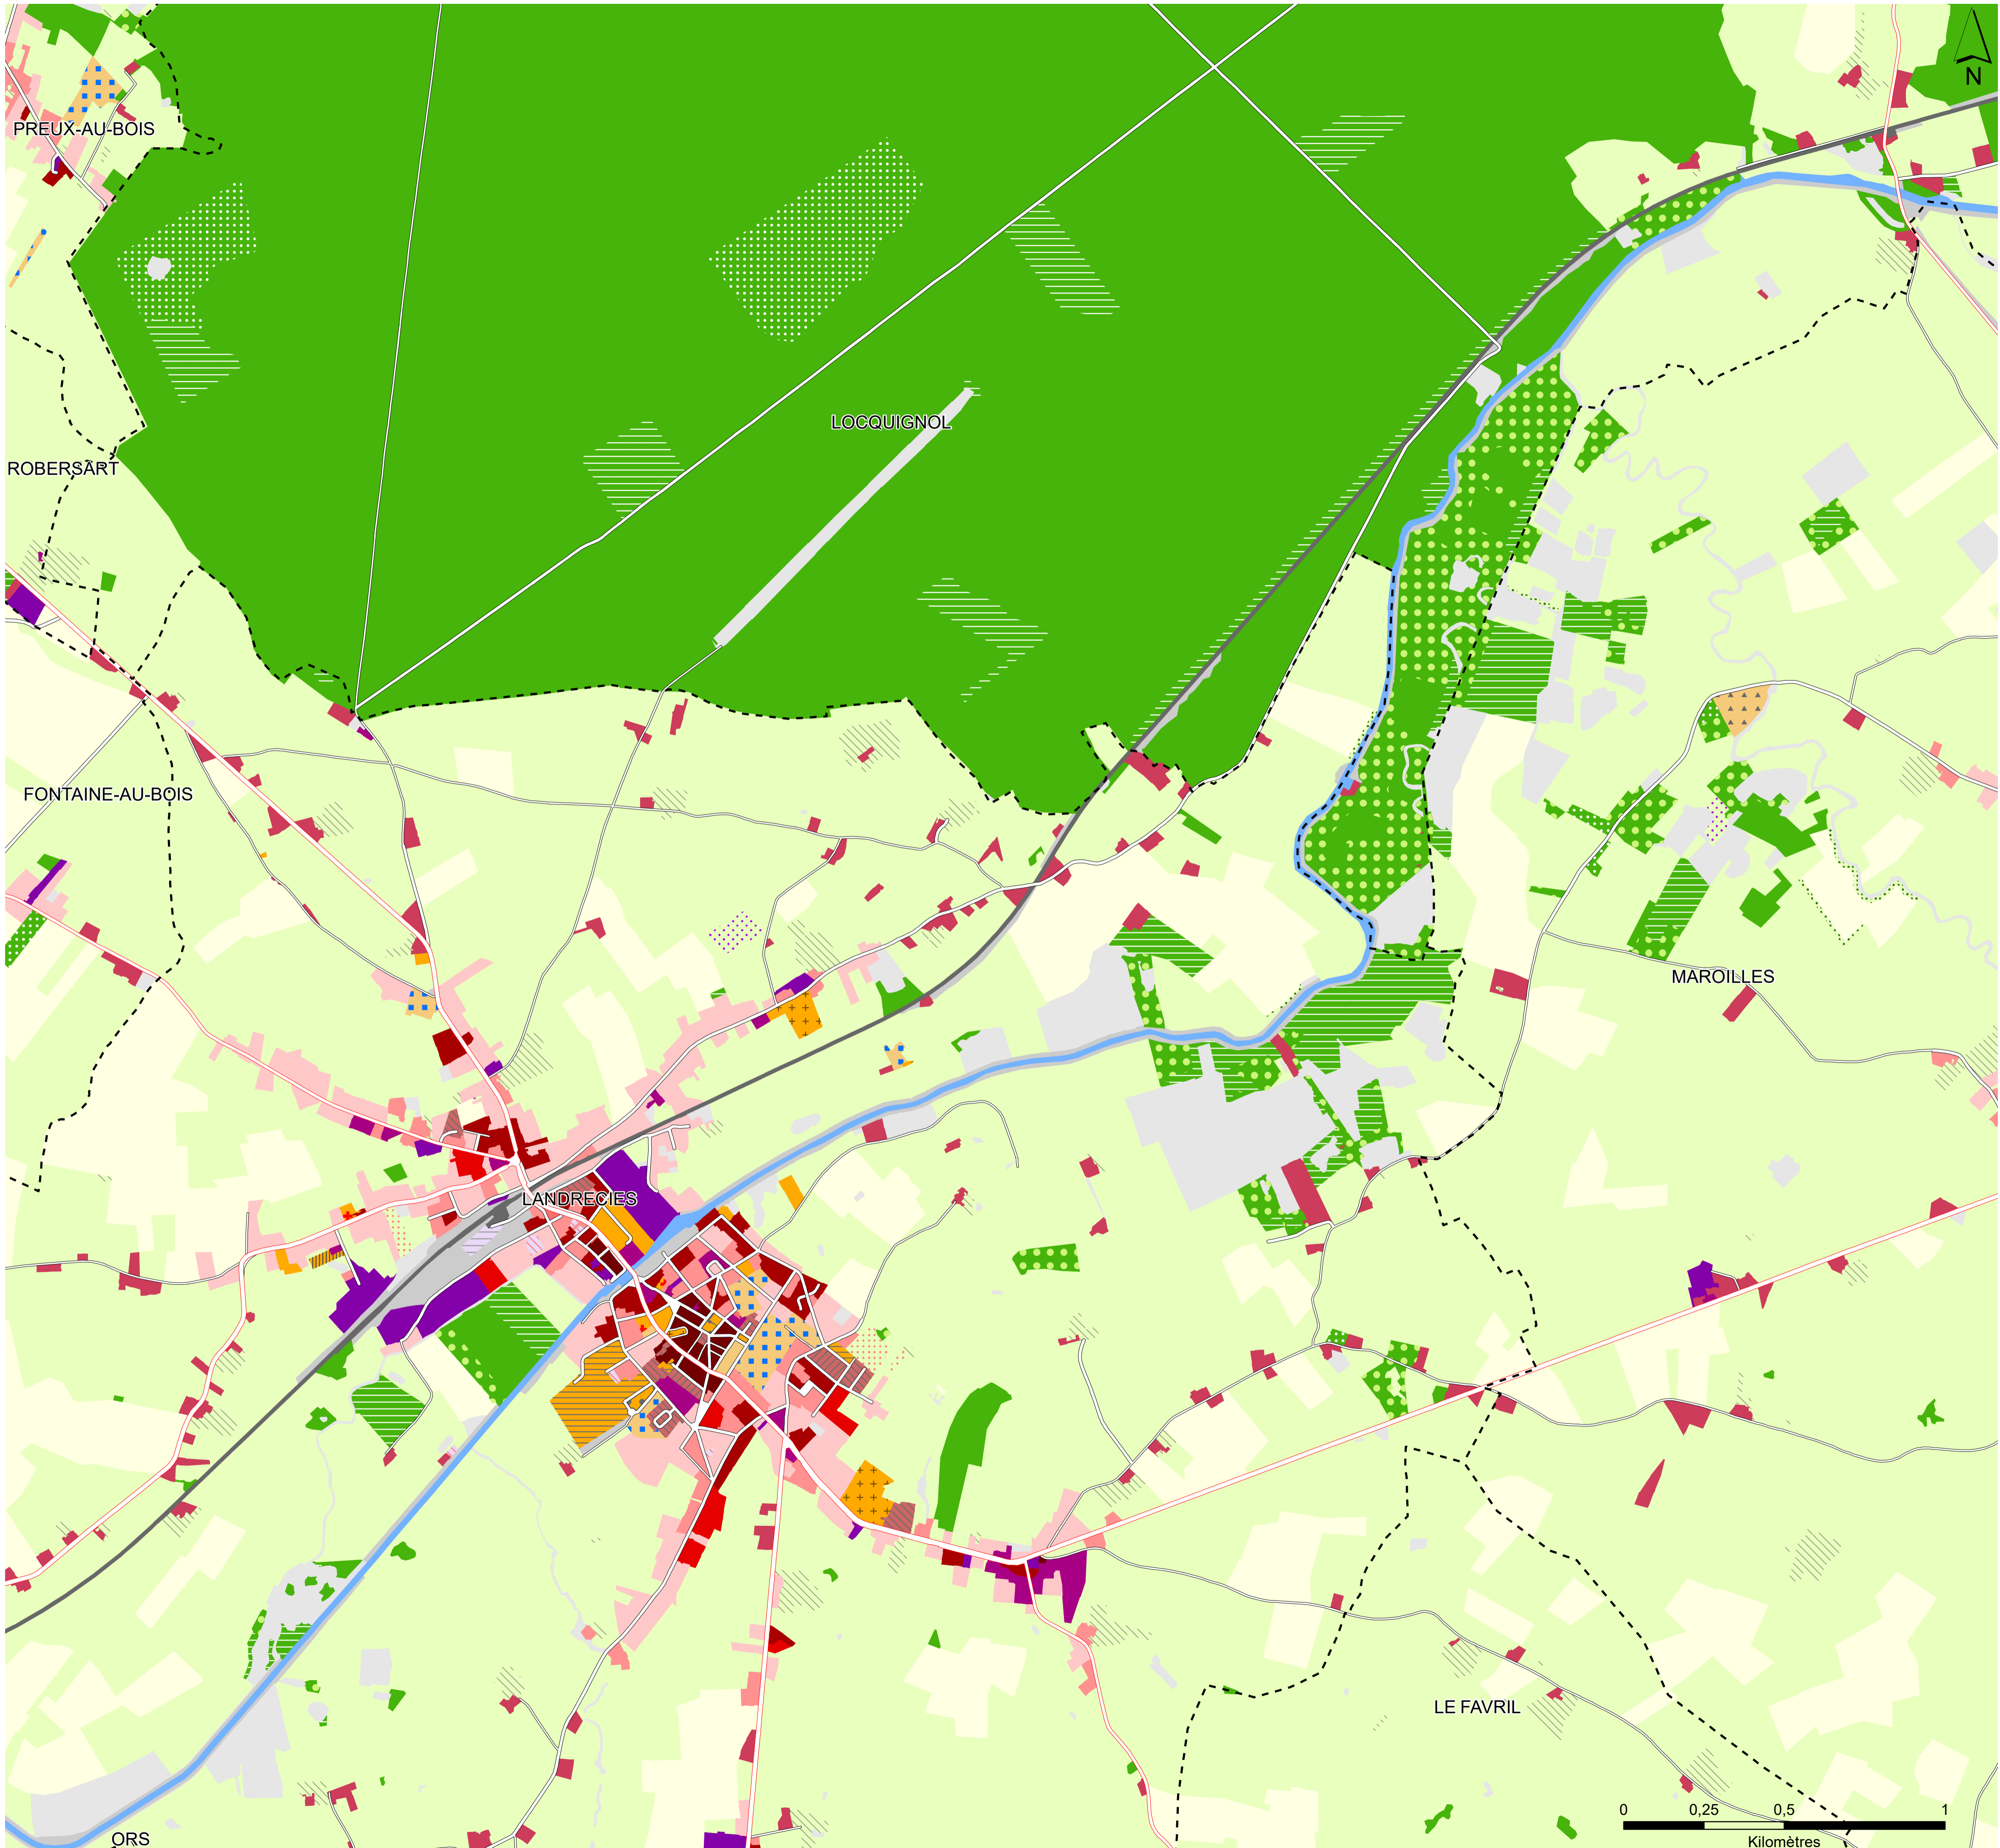 N
PREUX-AU-BOIS
LOCQUIGNOL
ROBERSART
FONTAINE-AU-BOIS
MAROILLES
LANDRECIES
LE FAVRIL
ORS
0 0,25 0,5 1
Kilomètres